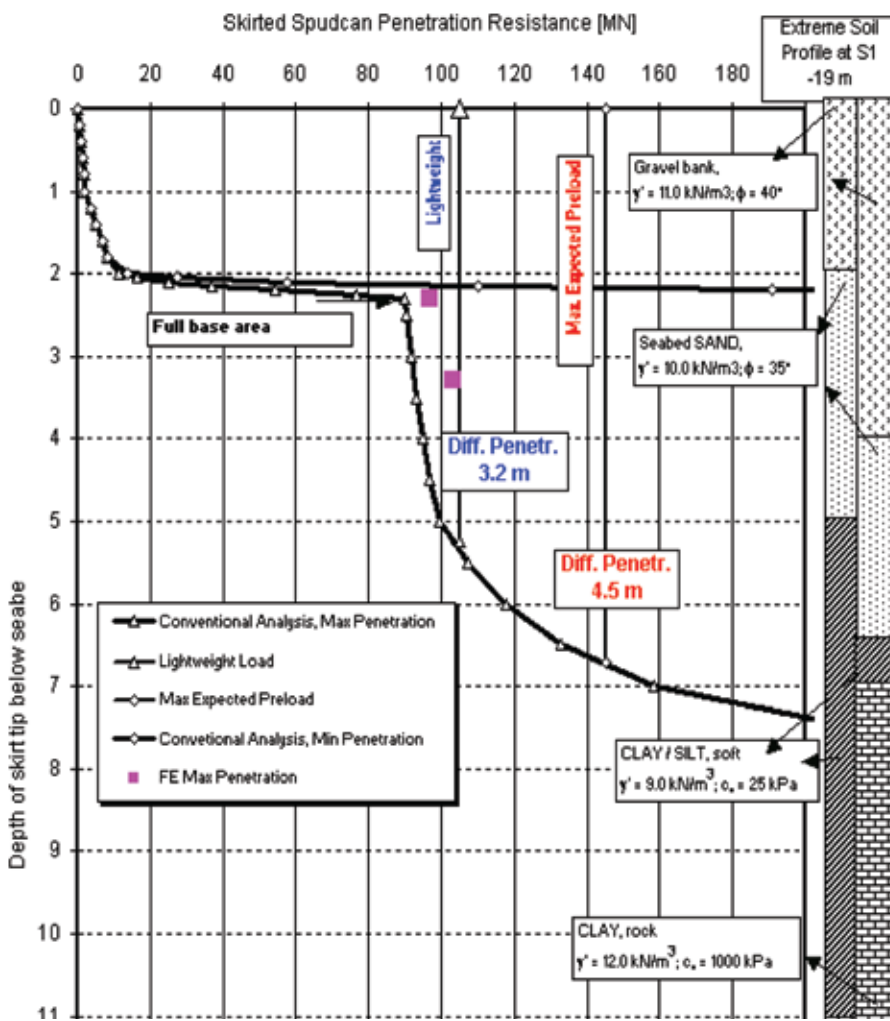 Skirted Spudcan Penetration Resistance [MN]
Extreme Soil
Profile at S1
-19 m
0 20 40 60 80 100 120 140 160 180
0
1
2
3
4
5
6
7
8
9
10
11
Depth of skirt tip below seabe
Lightweight
Max. Expected Preload
Gravel bank,
γ' = 11.0 kN/m3; ϕ = 40°
Full base area
Seabed SAND,
γ' = 10.0 kN/m3; ϕ = 35°
Diff. Penetr.
3.2 m
Diff. Penetr.
4.5 m
Conventional Analysis, Max Penetration
Lightweight Load
Max Expected Preload
Convetional Analysis, Min Penetration
FE Max Penetration
CLAY / SILT, soft
γ' = 9.0 kN/m³; cᵤ = 25 kPa
CLAY, rock
γ' = 12.0 kN/m³; cᵤ = 1000 kPa